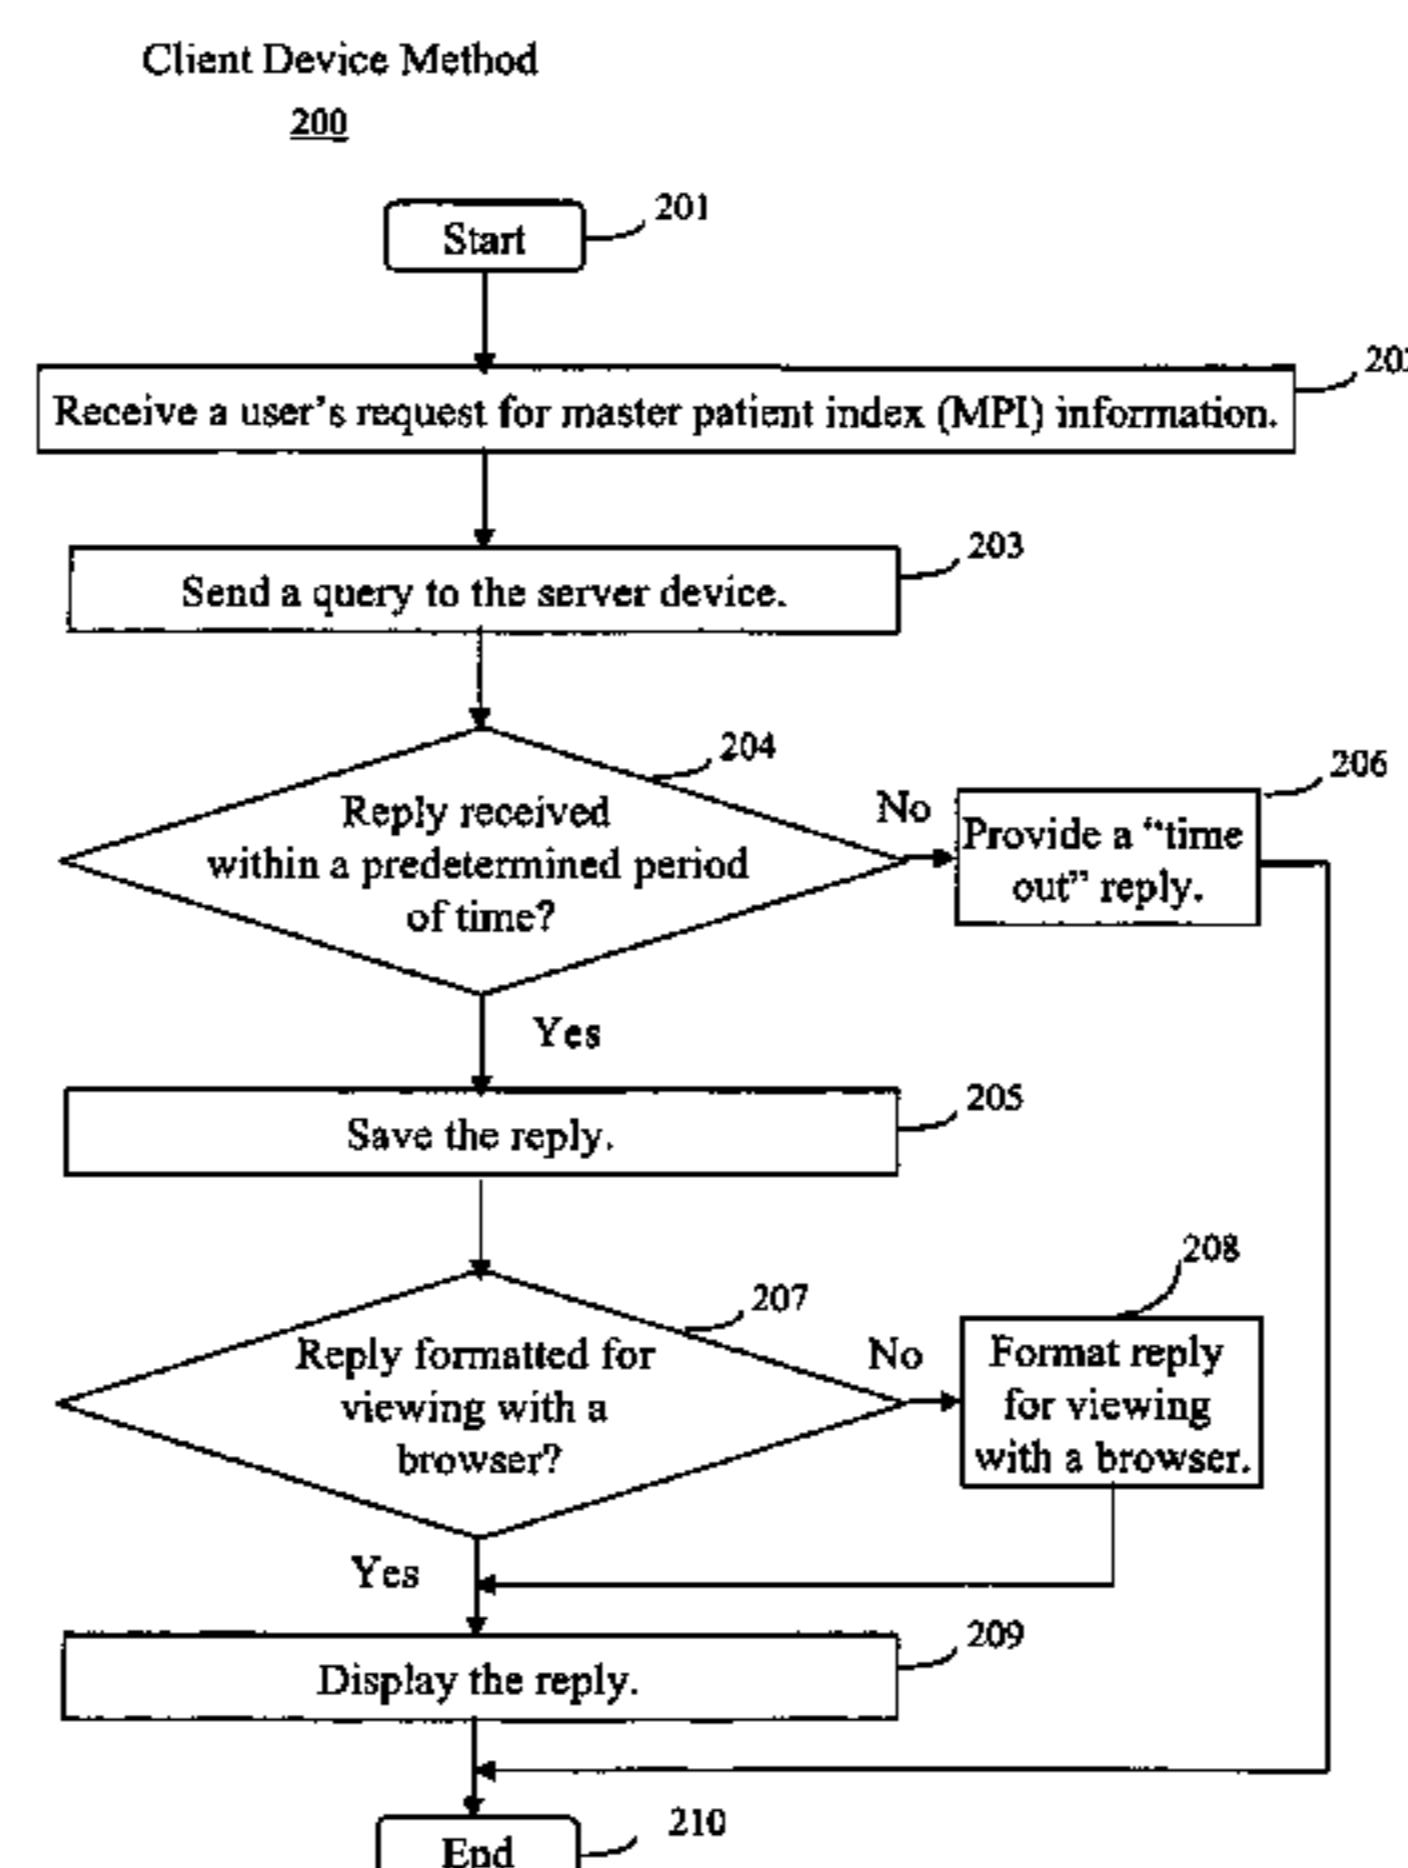 Client Device Method
200
Start
201
Receive a user's request for master patient index (MPI) information.
Send a query to the server device.
203
204
Reply received
within a predetermined period
of time?
No
206
Provide a “time
out” reply.
Yes
Save the reply.
205
207
Reply formatted for
viewing with a
browser?
No
208
Format reply
for viewing
with a browser.
Yes
Display the reply.
209
End
210